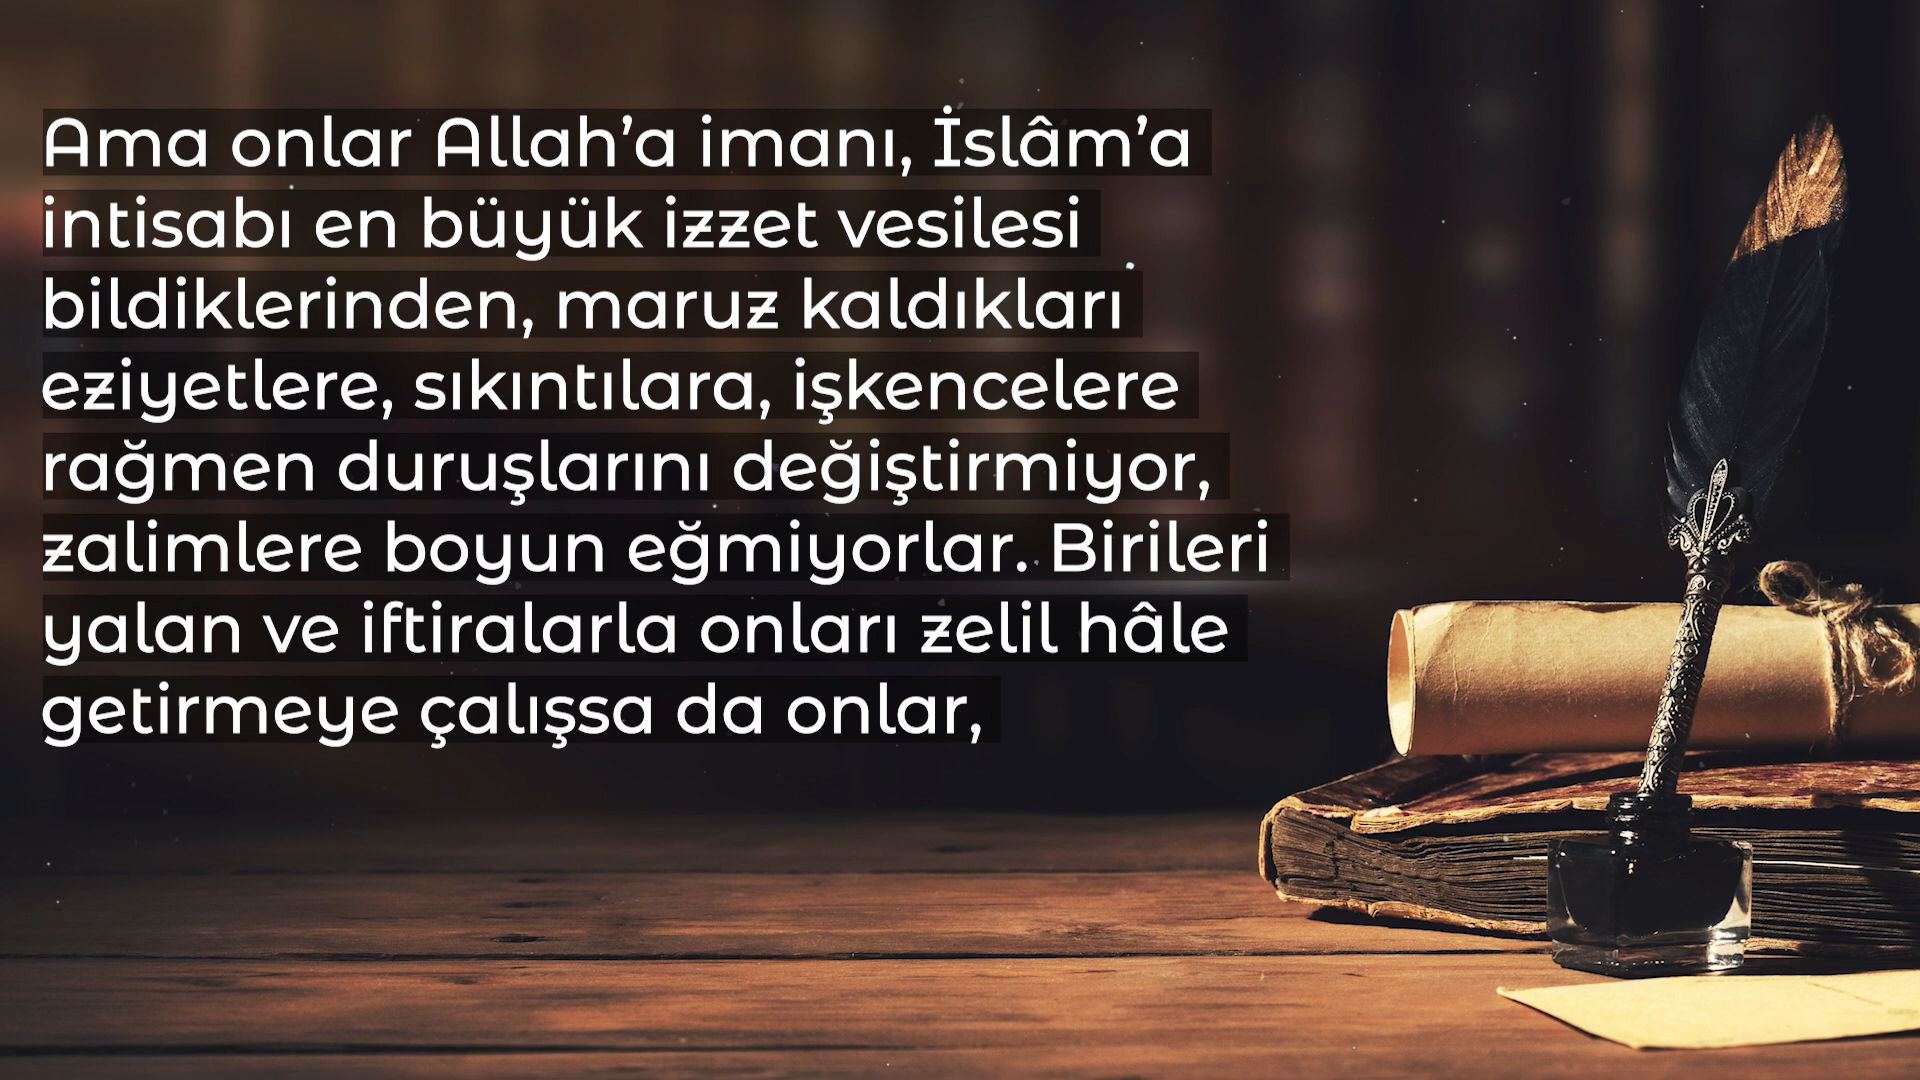 Ama onlar Allah’a imanı, İslâm’a
intisabı en büyük izzet vesilesi
bildiklerinden, maruz kaldıkları
eziyetlere, sıkıntılara, işkencelere
rağmen duruşlarını değiştirmiyor,
zalimlere boyun eğmiyorlar. Birileri
yalan ve iftiralarla onları zelil hâle
getirmeye çalışsa da onlar,